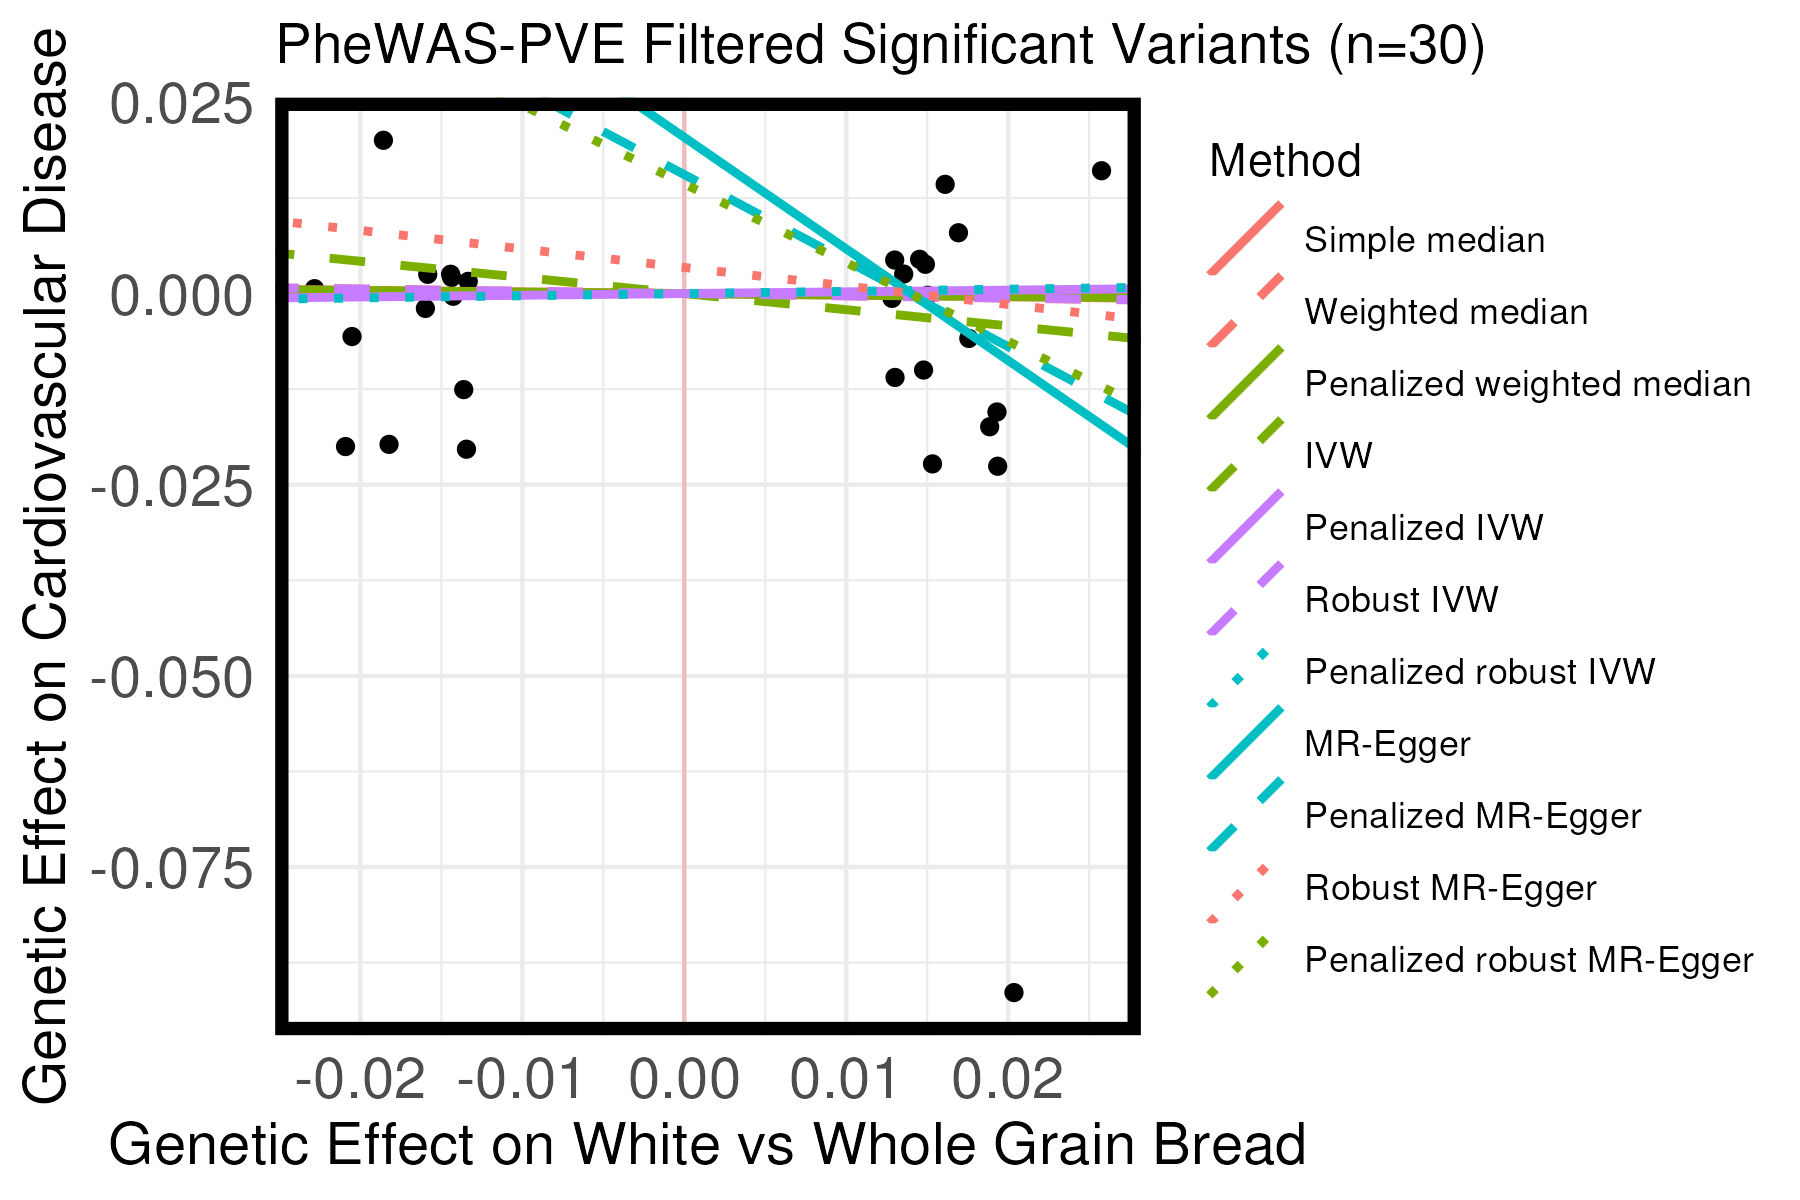 PheWAS-PVE Filtered Significant Variants (n=30)
Genetic Effect on Cardiovascular Disease
0.025
0.000
-0.025
-0.050
-0.075
-0.02 -0.01 0.00 0.01 0.02
Genetic Effect on White vs Whole Grain Bread
Method
Simple median
Weighted median
Penalized weighted median
IVW
Penalized IVW
Robust IVW
Penalized robust IVW
MR-Egger
Penalized MR-Egger
Robust MR-Egger
Penalized robust MR-Egger